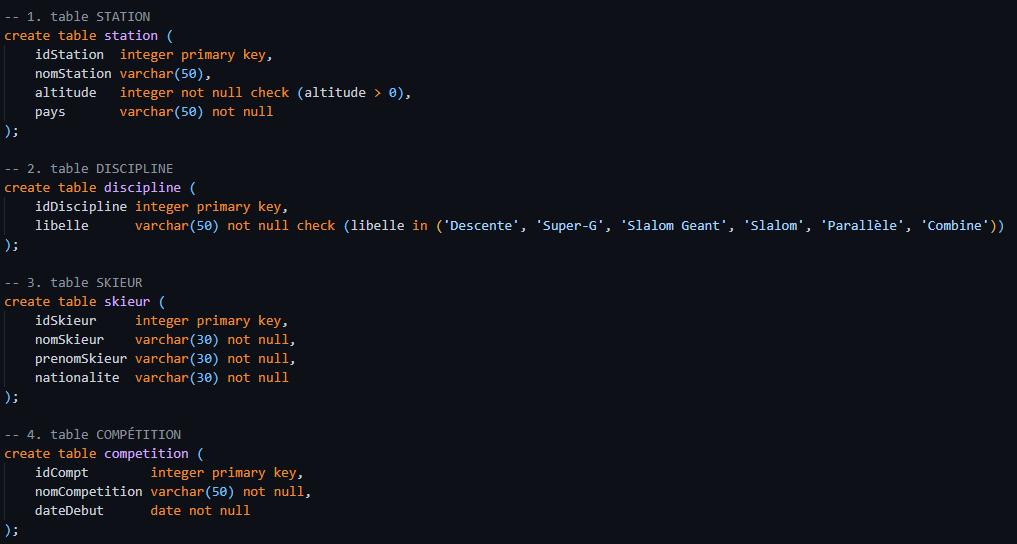 -- 1. table STATION
create table station (
    idStation  integer primary key,
    nomStation varchar(50),
    altitude   integer not null check (altitude > 0),
    pays       varchar(50) not null
);

-- 2. table DISCIPLINE
create table discipline (
    idDiscipline integer primary key,
    libelle      varchar(50) not null check (libelle in ('Descente', 'Super-G', 'Slalom Geant', 'Slalom', 'Parallèle', 'Combine'))
);

-- 3. table SKIEUR
create table skieur (
    idSkieur     integer primary key,
    nomSkieur    varchar(30) not null,
    prenomSkieur varchar(30) not null,
    nationalite  varchar(30) not null
);

-- 4. table COMPÉTITION
create table competition (
    idCompt        integer primary key,
    nomCompetition varchar(50) not null,
    dateDebut      date not null
);